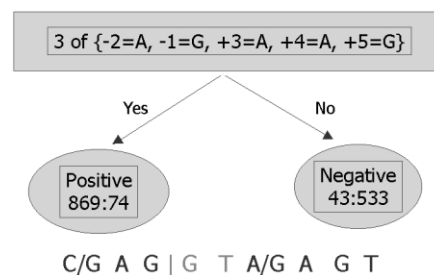 3 of {-2=A, -1=G, +3=A, +4=A, +5=G}
Yes No
Positive
869:74
Negative
43:533
C/G A G | G T A/G A G T